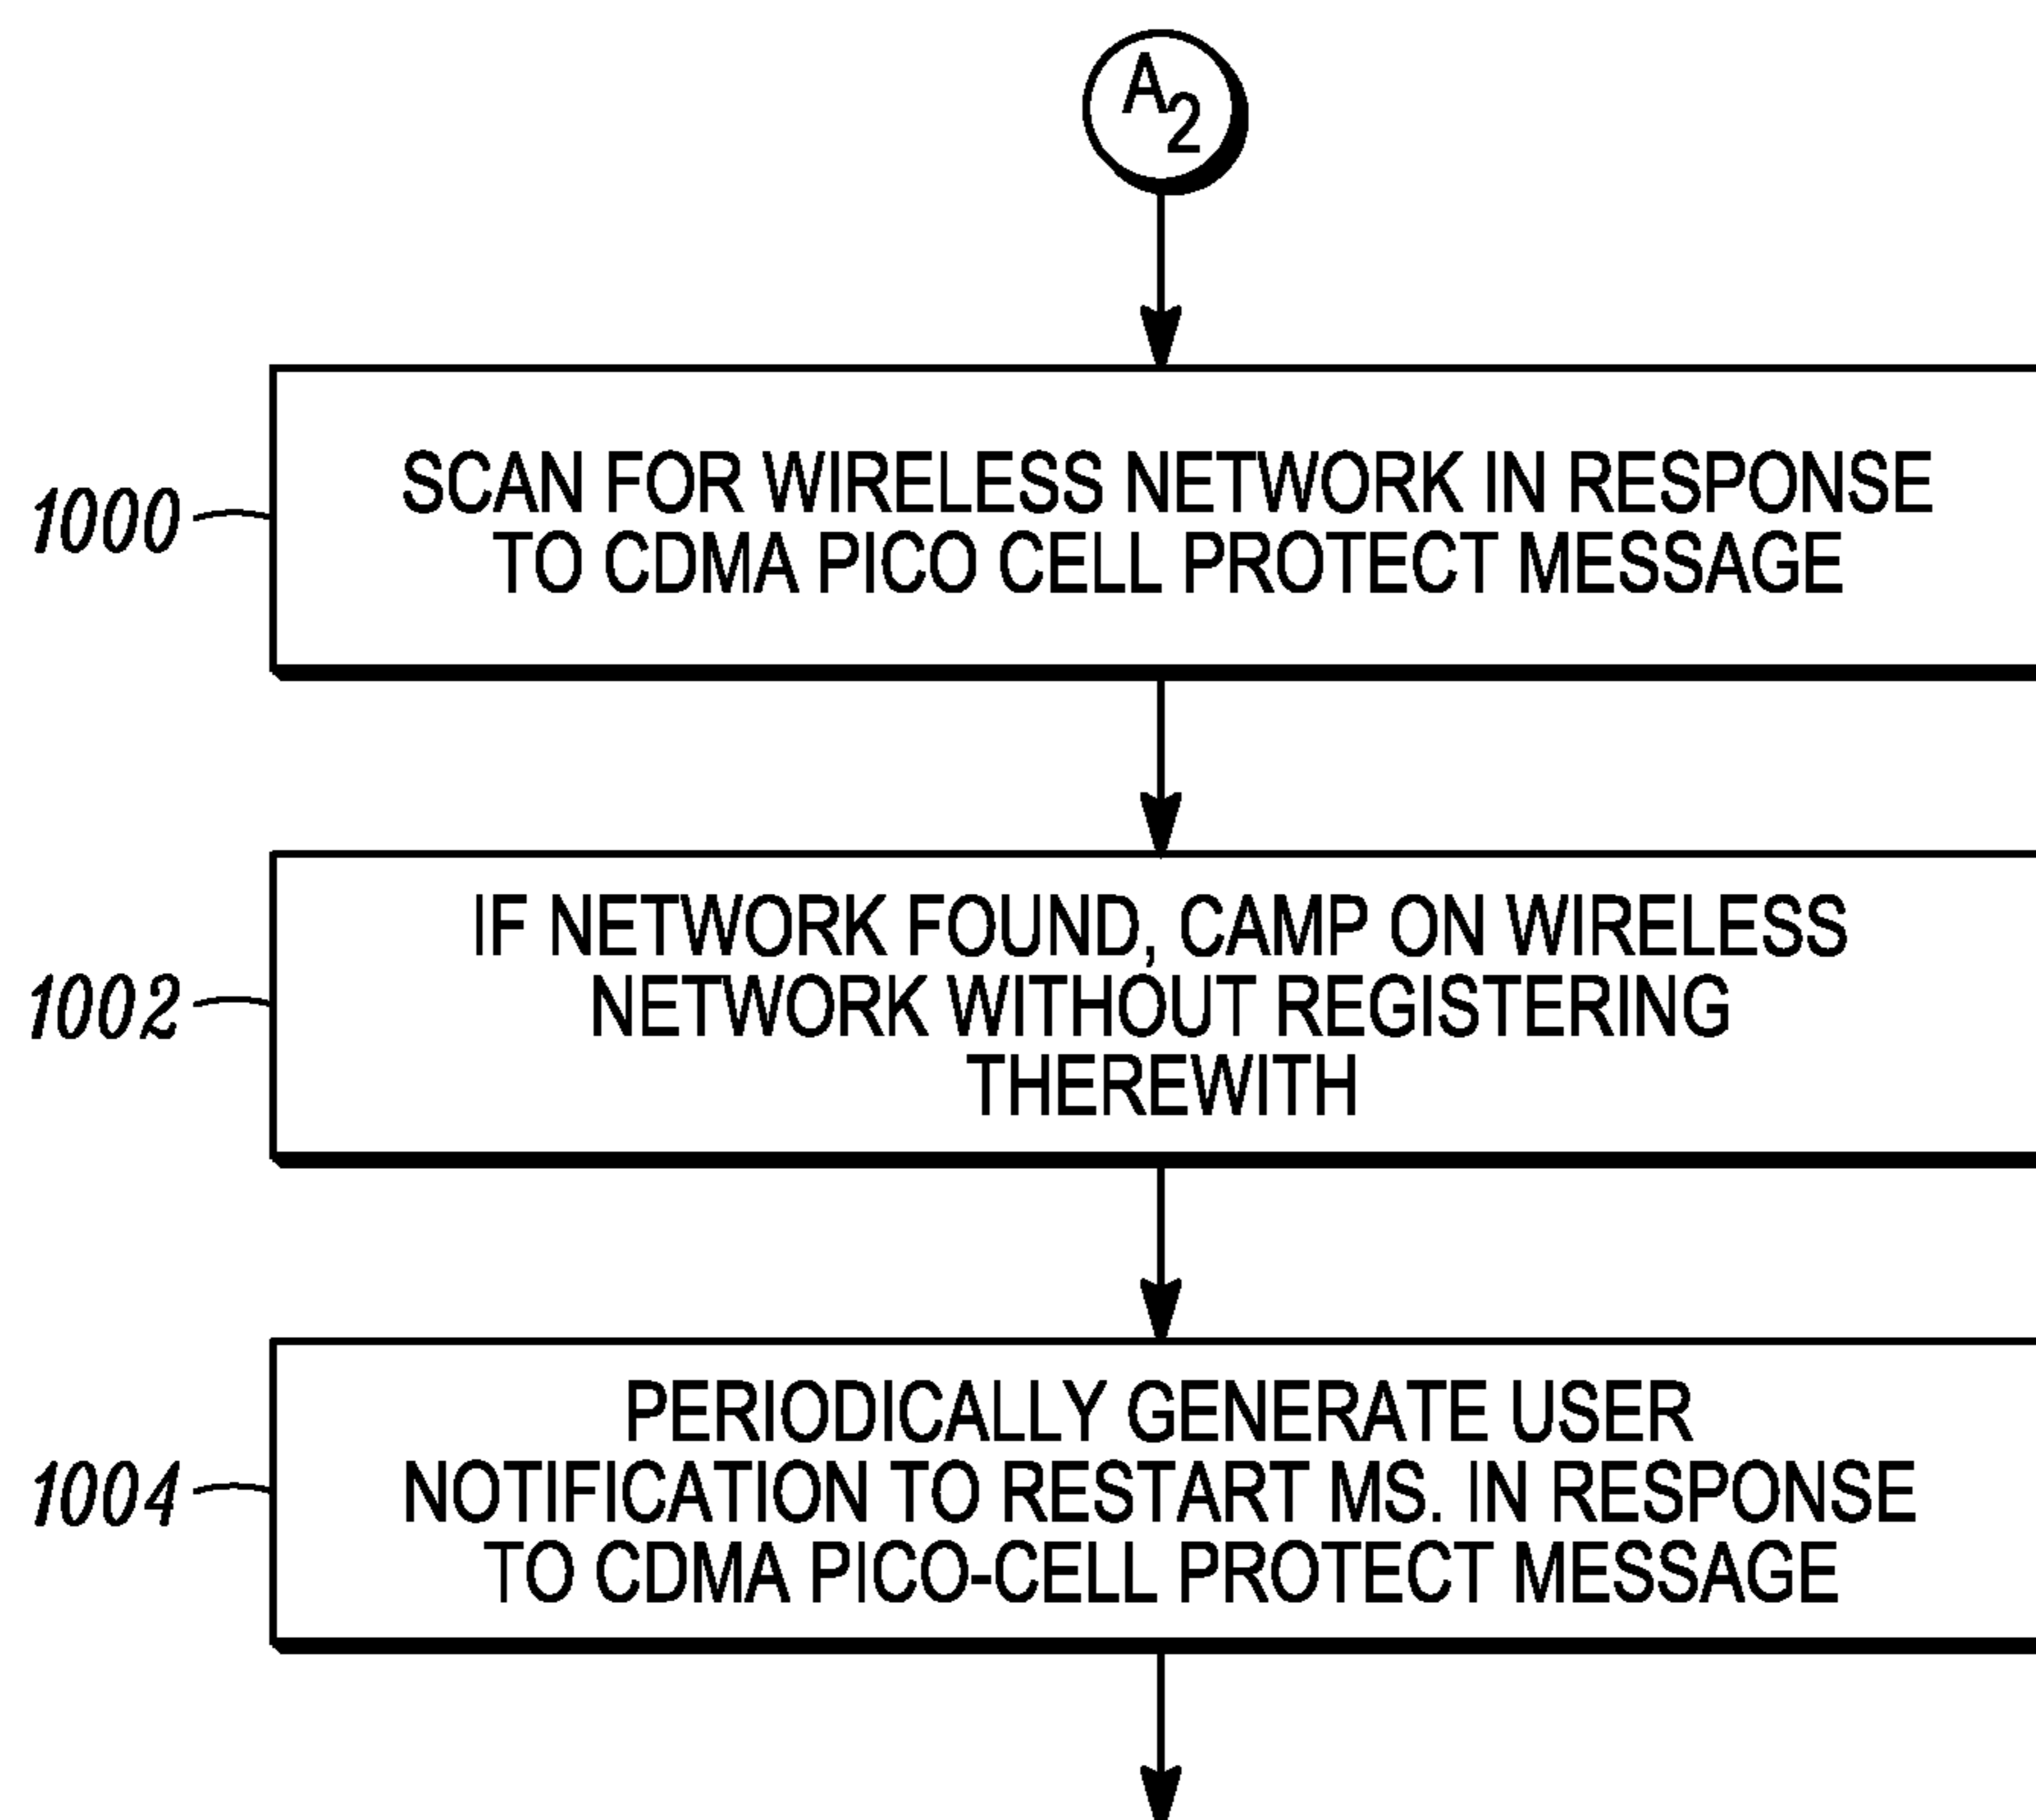 A2
1000
SCAN FOR WIRELESS NETWORK IN RESPONSE
TO CDMA PICO CELL PROTECT MESSAGE
1002
IF NETWORK FOUND, CAMP ON WIRELESS
NETWORK WITHOUT REGISTERING
THEREWITH
1004
PERIODICALLY GENERATE USER
NOTIFICATION TO RESTART MS. IN RESPONSE
TO CDMA PICO-CELL PROTECT MESSAGE